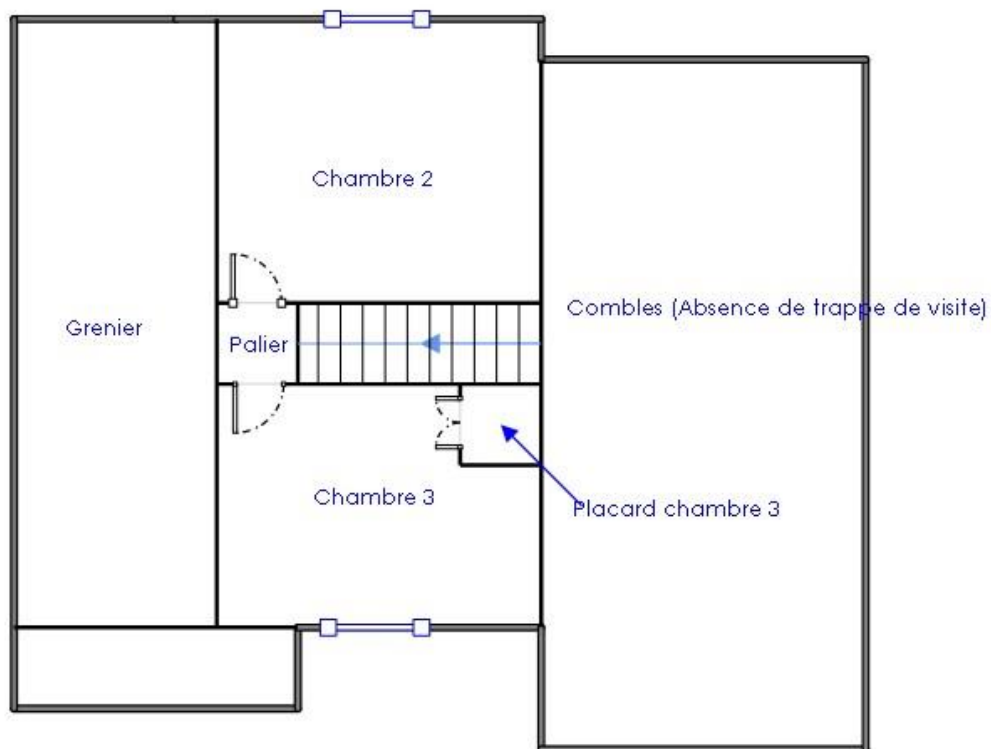 Chambre 2
Combles (Absence de trappe de visite)
Grenier
Palier
Chambre 3
Placard chambre 3